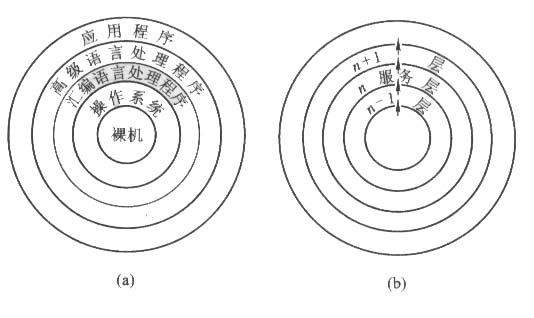 应用程序
高级语言处理程序
汇编语言处理程序
操作系统
裸机
(a)
n+1 层
n 服务层
n−1 层
(b)